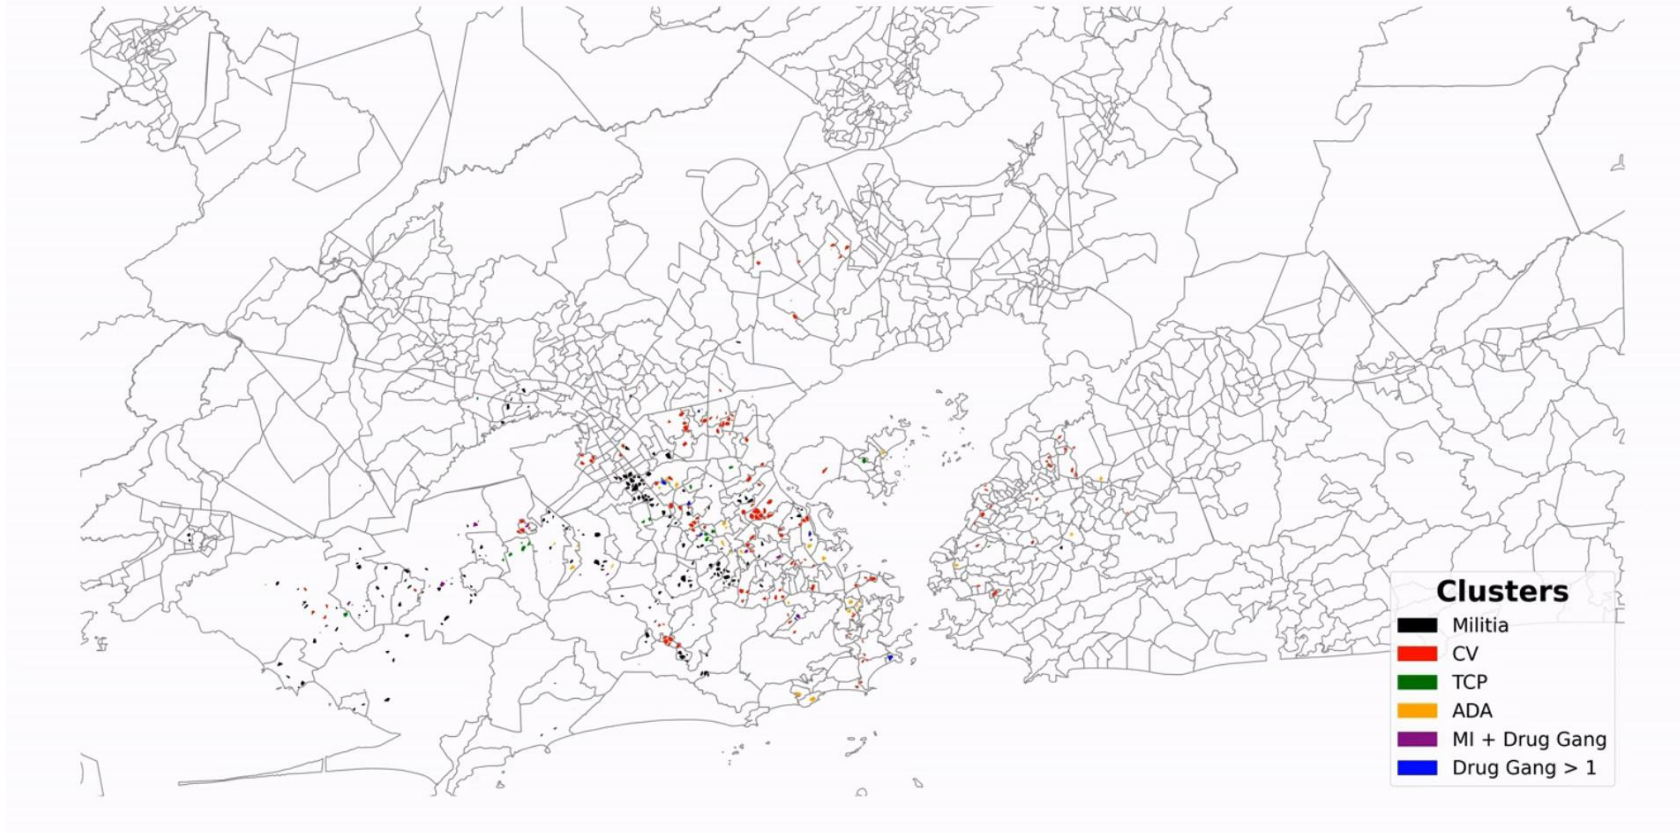 Clusters
Militia
CV
TCP
ADA
MI + Drug Gang
Drug Gang > 1